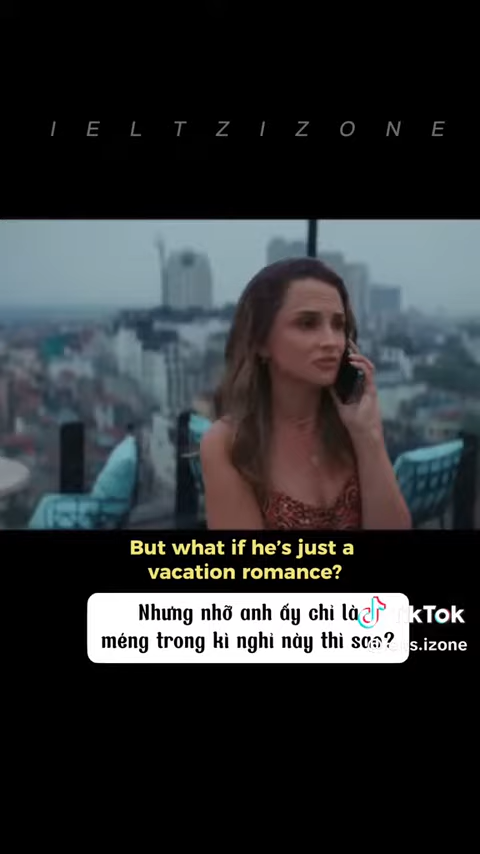 I E L T Z I Z O N E
But what if he's just a
vacation romance?
Nhưng nhỡ anh ấy chỉ là
méng trong kì nghỉ này thì sao?
TikTok